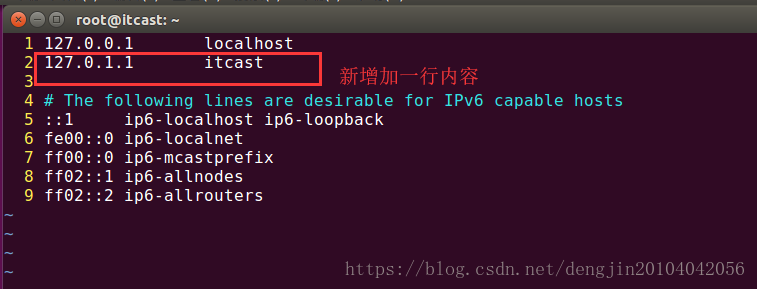 root@itcast: ~
1 127.0.0.1 localhost
2 127.0.1.1 itcast
新增加一行内容
3
4 # The following lines are desirable for IPv6 capable hosts
5 ::1 ip6-localhost ip6-loopback
6 fe00::0 ip6-localnet
7 ff00::0 ip6-mcastprefix
8 ff02::1 ip6-allnodes
9 ff02::2 ip6-allrouters
~
~
~
~
https://blog.csdn.net/dengjin20104042056